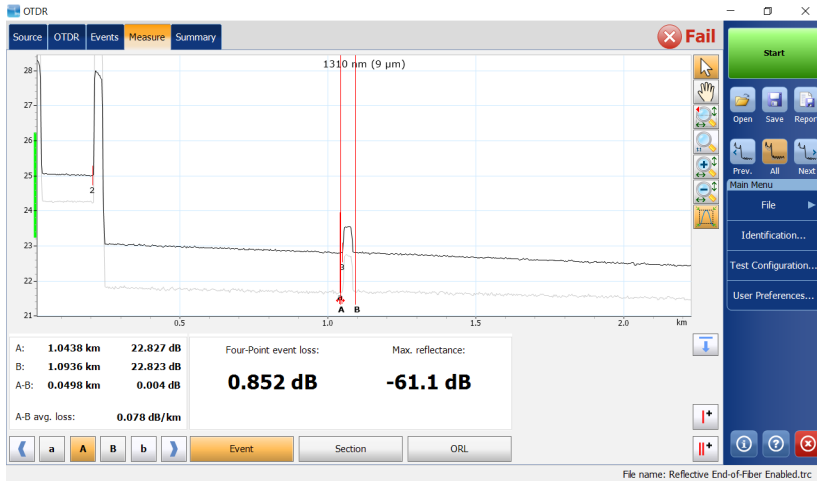 OTDR
Source OTDR Events Measure Summary
Fail
Start
1310 nm (9 µm)
28
27
26
25
24
23
22
21
2
3
A B
0.5 1.0 1.5 2.0 km
Open Save Report
Prev. All Next
Main Menu
File
Identification...
Test Configuration...
User Preferences...
A: 1.0438 km 22.827 dB
B: 1.0936 km 22.823 dB
A-B: 0.0498 km 0.004 dB
A-B avg. loss: 0.078 dB/km
Four-Point event loss: Max. reflectance:
0.852 dB -61.1 dB
a A B b
Event Section ORL
File name: Reflective End-of-Fiber Enabled.trc